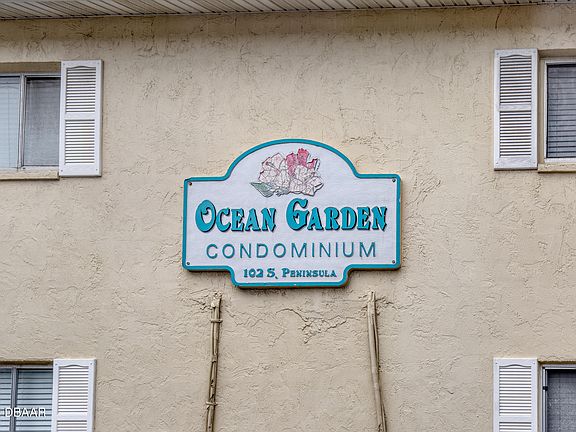 OCEAN GARDEN
CONDOMINIUM
102 S. PENINSULA
DBAAR